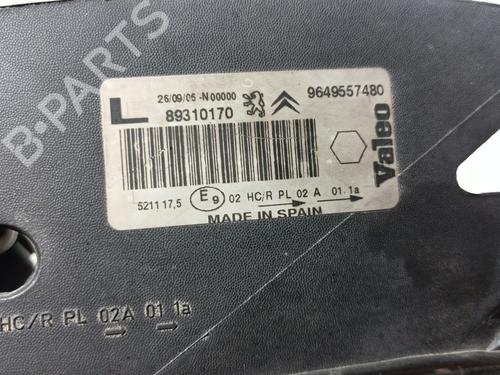 B-PARTS
L 26/09/06 -N00000 9649557480
89310170
Valeo
5211 17,5 E9 02 HC/R PL 02 A 01.1a
MADE IN SPAIN
HC/R PL 02A 01 1a